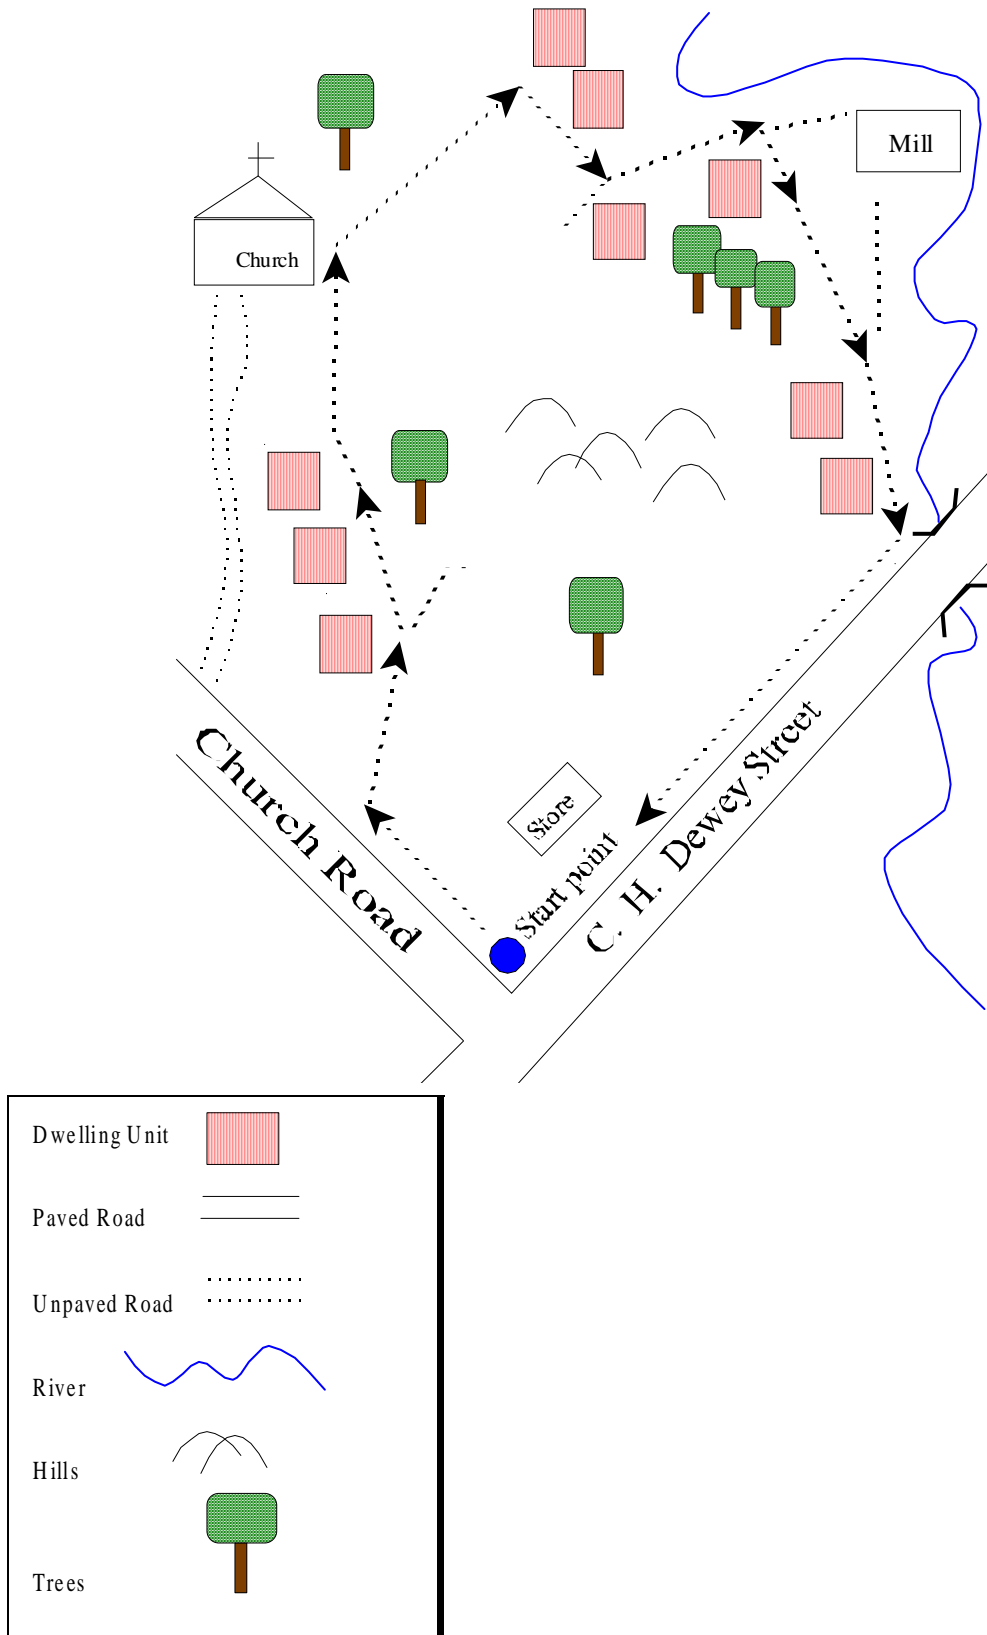 Mill
Church
Church Road
Store
Start point
C. H. Dewey Street
Dwelling Unit
Paved Road
Unpaved Road
River
Hills
Trees